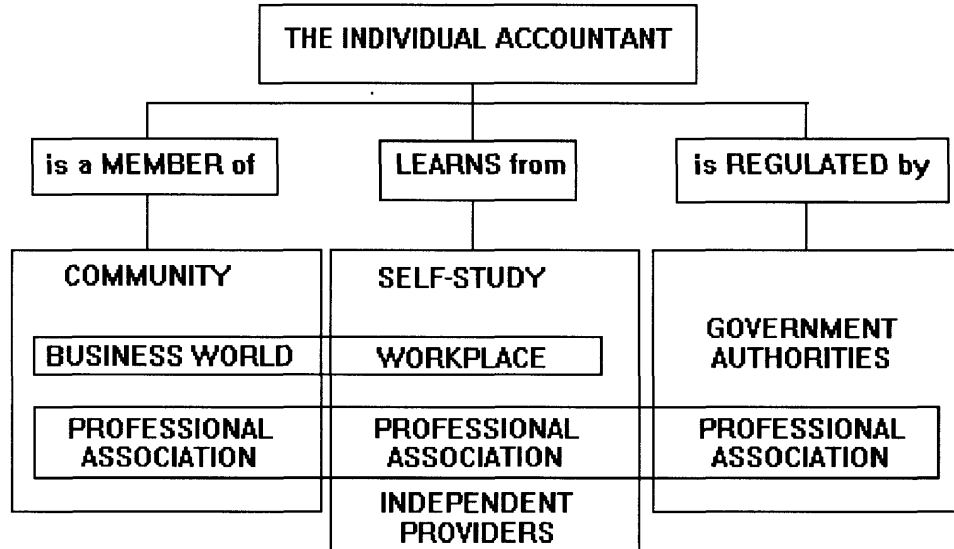 THE INDIVIDUAL ACCOUNTANT
is a MEMBER of
LEARNS from
is REGULATED by
COMMUNITY
SELF-STUDY
GOVERNMENT
AUTHORITIES
BUSINESS WORLD
WORKPLACE
PROFESSIONAL
ASSOCIATION
PROFESSIONAL
ASSOCIATION
PROFESSIONAL
ASSOCIATION
INDEPENDENT
PROVIDERS